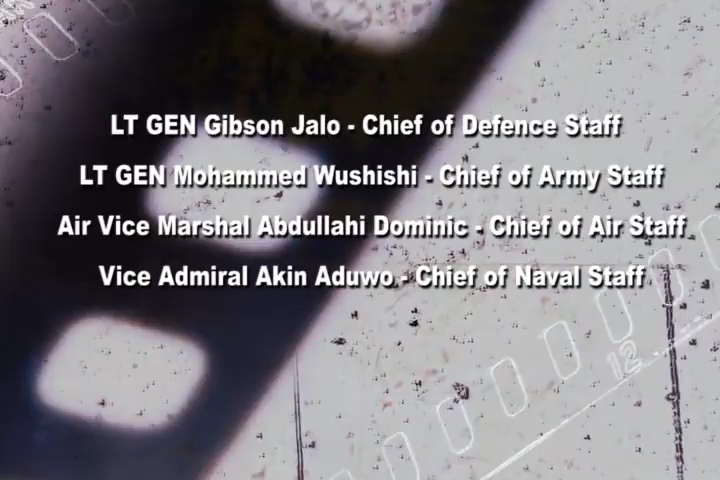 LT GEN Gibson Jalo - Chief of Defence Staff
LT GEN Mohammed Wushishi - Chief of Army Staff
Air Vice Marshal Abdullahi Dominic - Chief of Air Staff
Vice Admiral Akin Aduwo - Chief of Naval Staff
12